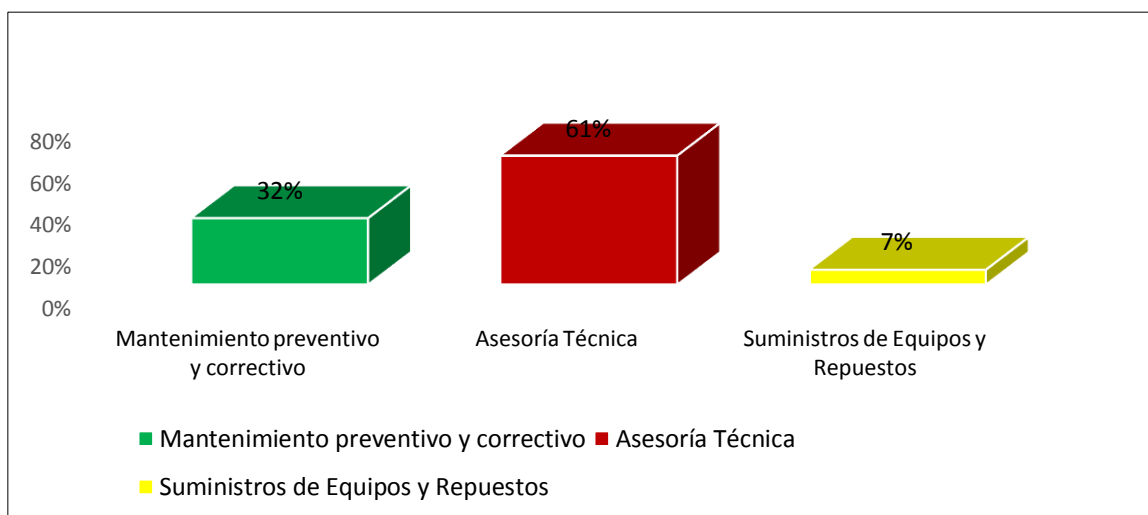 80%
60%
40%
20%
0%
32%
61%
7%
Mantenimiento preventivo
y correctivo
Asesoría Técnica
Suministros de Equipos y
Repuestos
Mantenimiento preventivo y correctivo
Asesoría Técnica
Suministros de Equipos y Repuestos